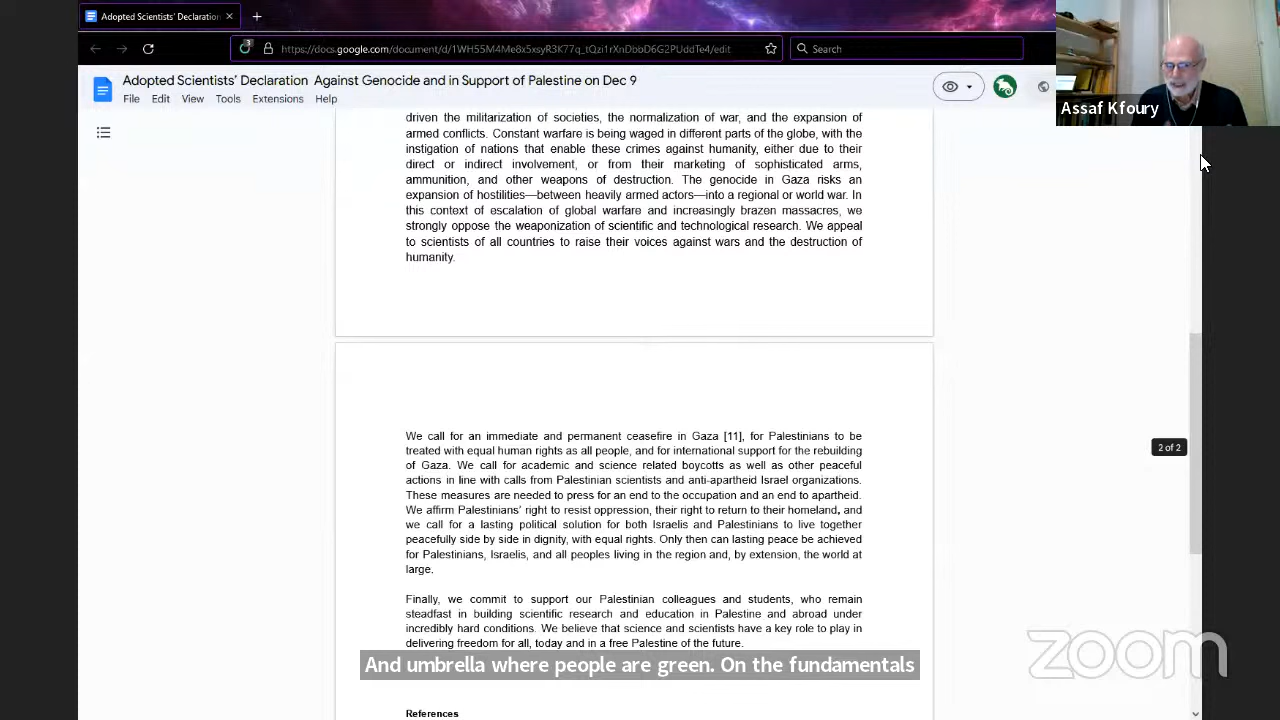 Adopted Scientists' Declaration
https://docs.google.com/document/d/1WH55M4Me8x5xsyR3K77q_tQzi1rXnDbbD6G2PUddTe4/edit
Search
Adopted Scientists' Declaration Against Genocide and in Support of Palestine on Dec 9
File Edit View Tools Extensions Help
Assaf Kfoury
driven the militarization of societies, the normalization of war, and the expansion of
armed conflicts. Constant warfare is being waged in different parts of the globe, with the
instigation of nations that enable these crimes against humanity, either due to their
direct or indirect involvement, or from their marketing of sophisticated arms,
ammunition, and other weapons of destruction. The genocide in Gaza risks an
expansion of hostilities—between heavily armed actors—into a regional or world war. In
this context of escalation of global warfare and increasingly brazen massacres, we
strongly oppose the weaponization of scientific and technological research. We appeal
to scientists of all countries to raise their voices against wars and the destruction of
humanity.
We call for an immediate and permanent ceasefire in Gaza [11], for Palestinians to be
treated with equal human rights as all people, and for international support for the rebuilding
of Gaza. We call for academic and science related boycotts as well as other peaceful
actions in line with calls from Palestinian scientists and anti-apartheid Israel organizations.
These measures are needed to press for an end to the occupation and an end to apartheid.
We affirm Palestinians' right to resist oppression, their right to return to their homeland, and
we call for a lasting political solution for both Israelis and Palestinians to live together
peacefully side by side in dignity, with equal rights. Only then can lasting peace be achieved
for Palestinians, Israelis, and all peoples living in the region and, by extension, the world at
large.
2 of 2
Finally, we commit to support our Palestinian colleagues and students, who remain
steadfast in building scientific research and education in Palestine and abroad under
incredibly hard conditions. We believe that science and scientists have a key role to play in
delivering freedom for all, today and in a free Palestine of the future.
And umbrella where people are green. On the fundamentals
zoom
References